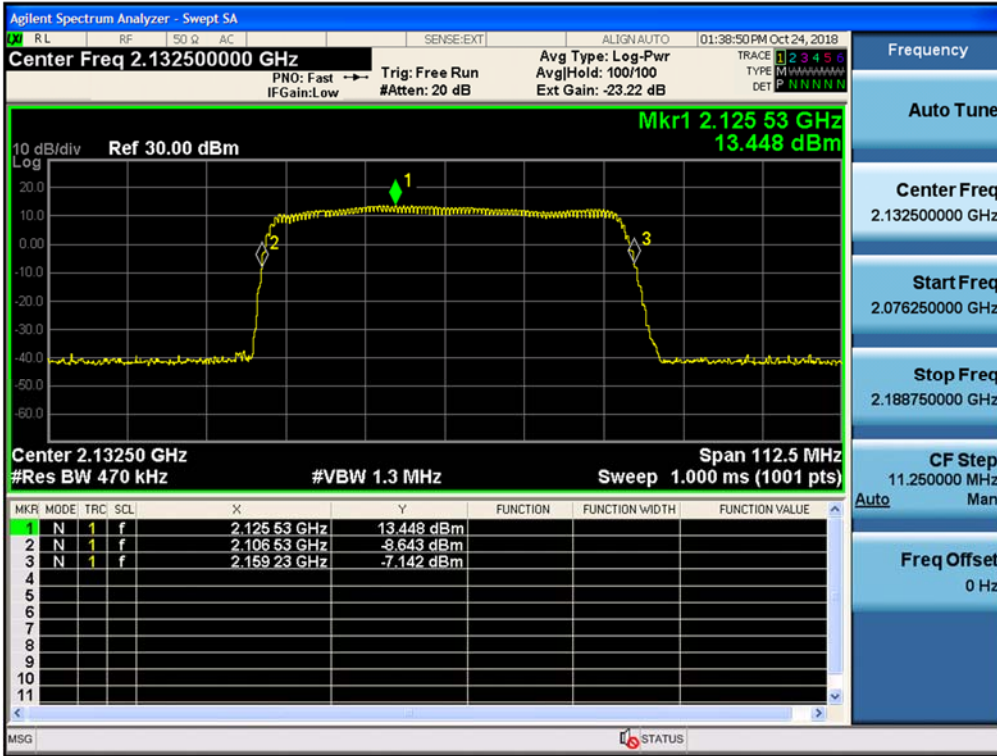 Agilent Spectrum Analyzer - Swept SA
LXI RL RF 50 Ω AC SENSE:EXT ALIGN AUTO 01:38:50 PM Oct 24, 2018
Center Freq 2.132500000 GHz
PNO: Fast Trig: Free Run Avg Type: Log-Pwr TRACE 1 2 3 4 5 6
IFGain:Low #Atten: 20 dB Avg|Hold: 100/100 TYPE M
Ext Gain: -23.22 dB DET P N N N N N
Mkr1 2.125 53 GHz
13.448 dBm
10 dB/div Ref 30.00 dBm
Log
20.0
10.0
0.00
-10.0
-20.0
-30.0
-40.0
-50.0
-60.0
1
2
3
Center 2.13250 GHz Span 112.5 MHz
#Res BW 470 kHz #VBW 1.3 MHz Sweep 1.000 ms (1001 pts)
MKR MODE TRC SCL X Y FUNCTION FUNCTION WIDTH FUNCTION VALUE
1 N 1 f 2.125 53 GHz 13.448 dBm
2 N 1 f 2.106 53 GHz -8.643 dBm
3 N 1 f 2.159 23 GHz -7.142 dBm
4
5
6
7
8
9
10
11
MSG STATUS
Frequency
Auto Tune
Center Freq
2.132500000 GHz
Start Freq
2.076250000 GHz
Stop Freq
2.188750000 GHz
CF Step
11.250000 MHz
Auto Man
Freq Offset
0 Hz